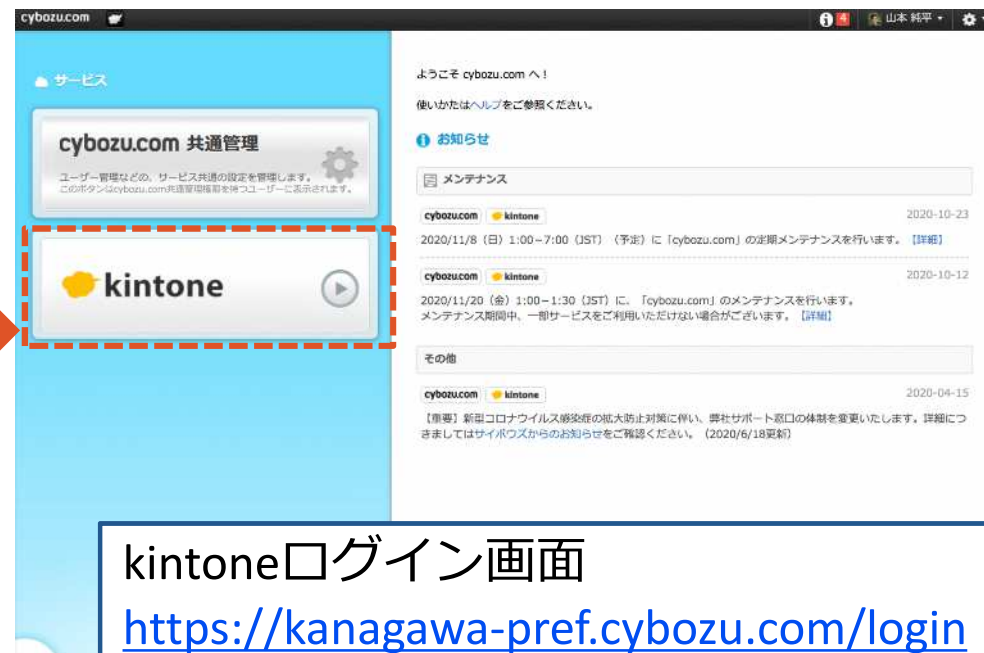 cybozu.com
4
山本 純平
サービス
cybozu.com 共通管理
ユーザー管理などの、サービス共通の設定を管理します。
このボタンはcybozu.com共通管理権限を持つユーザーに表示されます。
kintone
ようこそ cybozu.com へ！
使いかたはヘルプをご参照ください。
お知らせ
メンテナンス
cybozu.com kintone 2020-10-23
2020/11/8（日）1:00－7:00（JST）（予定）に「cybozu.com」の定期メンテナンスを行います。【詳細】
cybozu.com kintone 2020-10-12
2020/11/20（金）1:00－1:30（JST）に、「cybozu.com」のメンテナンスを行います。
メンテナンス期間中、一部サービスをご利用いただけない場合がございます。【詳細】
その他
cybozu.com kintone 2020-04-15
【重要】新型コロナウイルス感染症の拡大防止対策に伴い、弊社サポート窓口の体制を変更いたします。詳細につ
きましてはサイボウズからのお知らせをご確認ください。（2020/6/18更新）
kintoneログイン画面
https://kanagawa-pref.cybozu.com/login